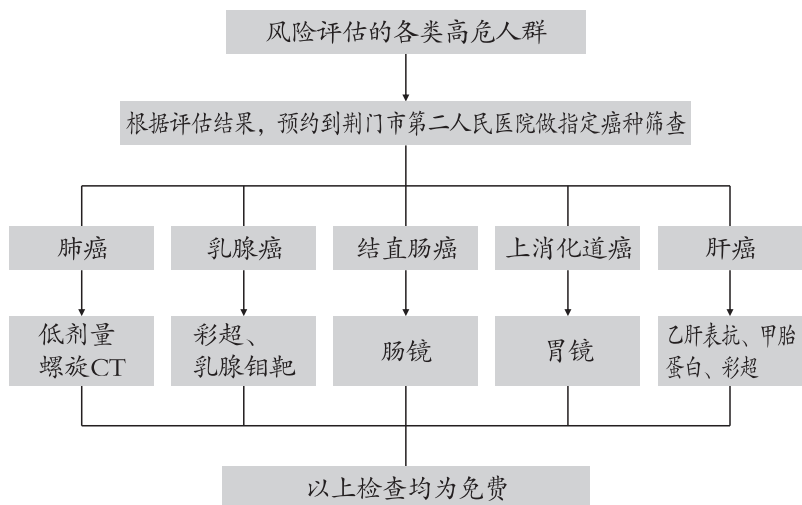 风险评估的各类高危人群
根据评估结果，预约到荆门市第二人民医院做指定癌种筛查
肺癌
乳腺癌
结直肠癌
上消化道癌
肝癌
低剂量
螺旋CT
彩超、
乳腺钼靶
肠镜
胃镜
乙肝表抗、甲胎
蛋白、彩超
以上检查均为免费